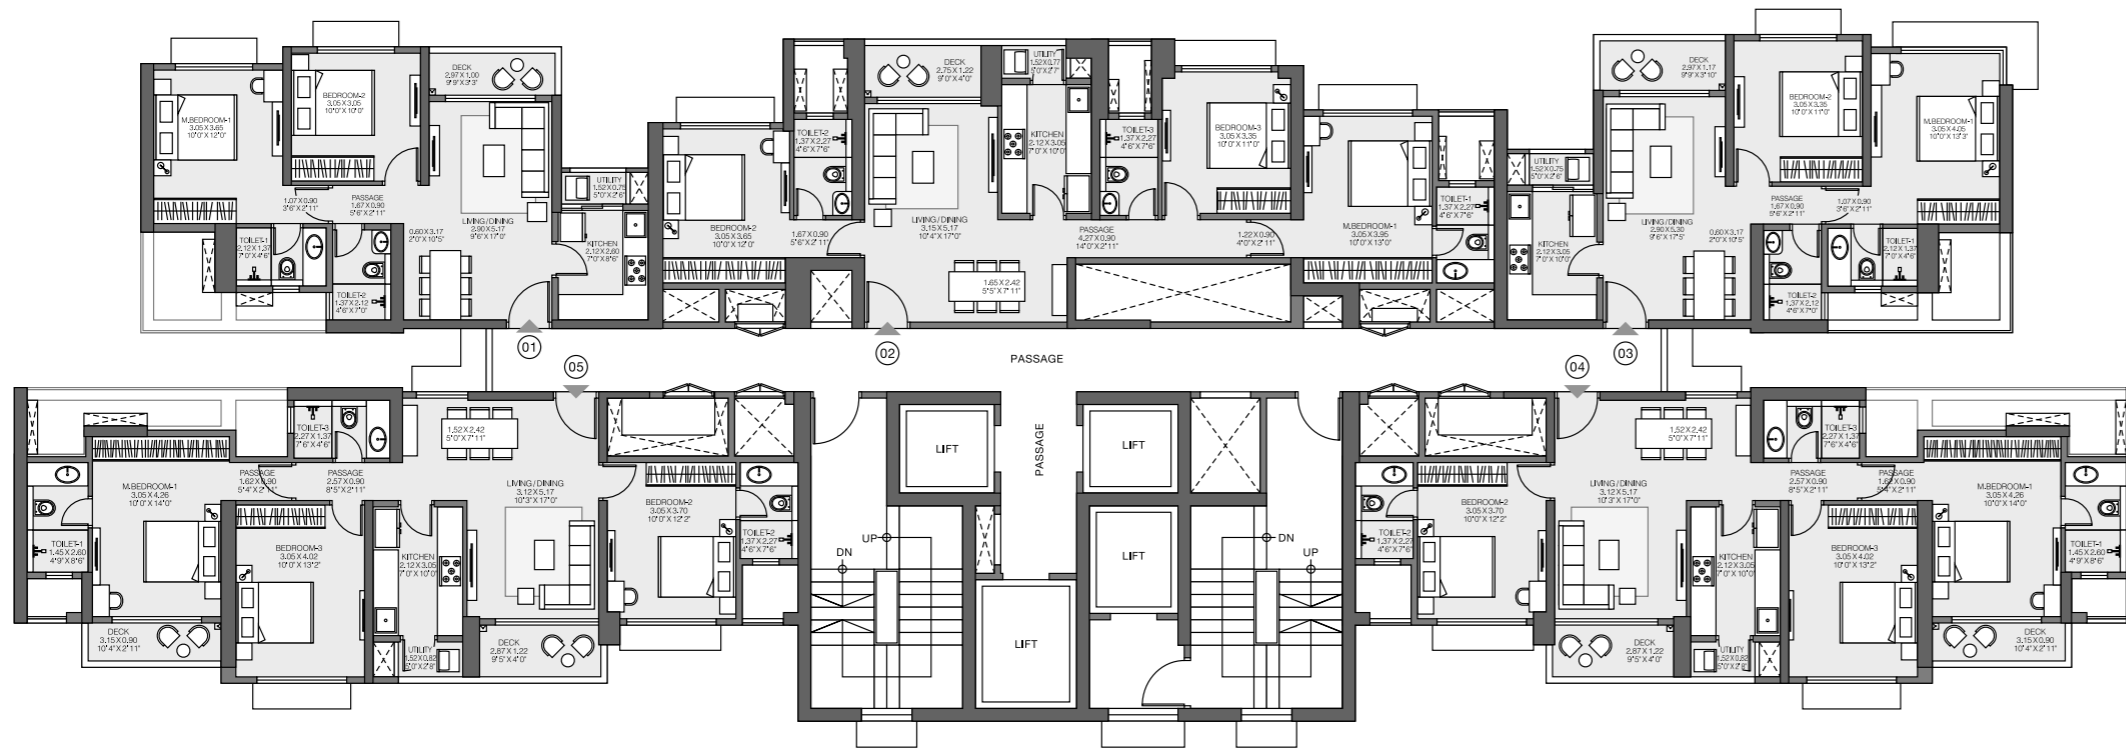 M.BEDROOM-1
3.05 X 3.65
10'0" X 12'0"
BEDROOM-2
3.05 X 3.05
10'0" X 10'0"
DECK
2.97 X 1.00
9'9" X 3'3"
1.07 X 0.90
3'6" X 2'11"
PASSAGE
1.67 X 0.90
5'6" X 2'11"
LIVING/DINING
2.90 X 5.17
9'6" X 17'0"
0.60 X 3.17
2'0" X 10'5"
TOILET-1
2.12 X 1.37
7'0" X 4'6"
TOILET-2
1.37 X 2.12
4'6" X 7'0"
UTILITY
1.52 X 0.75
5'0" X 2'6"
KITCHEN
2.12 X 2.60
7'0" X 8'6"
01
BEDROOM-2
3.05 X 3.65
10'0" X 12'0"
TOILET-2
1.37 X 2.27
4'6" X 7'6"
1.67 X 0.90
5'6" X 2'11"
DECK
2.75 X 1.22
9'0" X 4'0"
UTILITY
1.52 X 0.77
5'0" X 2'7"
KITCHEN
2.12 X 3.05
7'0" X 10'0"
LIVING/DINING
3.15 X 5.17
10'4" X 17'0"
1.65 X 2.42
5'5" X 7'11"
TOILET-3
1.37 X 2.27
4'6" X 7'6"
BEDROOM-3
3.05 X 3.35
10'0" X 11'0"
PASSAGE
4.27 X 0.90
14'0" X 2'11"
1.22 X 0.90
4'0" X 2'11"
M.BEDROOM-1
3.05 X 3.95
10'0" X 13'0"
TOILET-1
1.37 X 2.27
4'6" X 7'6"
02
UTILITY
1.52 X 0.75
5'0" X 2'6"
KITCHEN
2.12 X 3.05
7'0" X 10'0"
DECK
2.97 X 1.17
9'9" X 3'10"
LIVING/DINING
2.90 X 5.30
9'6" X 17'5"
0.60 X 3.17
2'0" X 10'5"
BEDROOM-2
3.05 X 3.35
10'0" X 11'0"
M.BEDROOM-1
3.05 X 4.05
10'0" X 13'3"
PASSAGE
1.67 X 0.90
5'6" X 2'11"
1.07 X 0.90
3'6" X 2'11"
TOILET-1
2.12 X 1.37
7'0" X 4'6"
TOILET-2
1.37 X 2.12
4'6" X 7'0"
03
PASSAGE
05
TOILET-3
2.27 X 1.37
7'6" X 4'6"
1.52 X 2.42
5'0" X 7'11"
M.BEDROOM-1
3.05 X 4.26
10'0" X 14'0"
PASSAGE
1.62 X 0.90
5'4" X 2'11"
PASSAGE
2.57 X 0.90
8'5" X 2'11"
LIVING/DINING
3.12 X 5.17
10'3" X 17'0"
BEDROOM-2
3.05 X 3.70
10'0" X 12'2"
TOILET-1
1.45 X 2.60
4'9" X 8'6"
BEDROOM-3
3.05 X 4.02
10'0" X 13'2"
KITCHEN
2.12 X 3.05
7'0" X 10'0"
TOILET-2
1.37 X 2.27
4'6" X 7'6"
DECK
3.15 X 0.90
10'4" X 2'11"
UTILITY
1.52 X 0.82
5'0" X 2'8"
DECK
2.87 X 1.22
9'5" X 4'0"
LIFT
PASSAGE
LIFT
UP
DN
LIFT
LIFT
DN
UP
04
1.52 X 2.42
5'0" X 7'11"
TOILET-3
2.27 X 1.37
7'6" X 4'6"
BEDROOM-2
3.05 X 3.70
10'0" X 12'2"
TOILET-2
1.37 X 2.27
4'6" X 7'6"
LIVING/DINING
3.12 X 5.17
10'3" X 17'0"
PASSAGE
2.57 X 0.90
8'5" X 2'11"
PASSAGE
1.62 X 0.90
5'4" X 2'11"
M.BEDROOM-1
3.05 X 4.26
10'0" X 14'0"
KITCHEN
2.12 X 3.05
7'0" X 10'0"
BEDROOM-3
3.05 X 4.02
10'0" X 13'2"
TOILET-1
1.45 X 2.60
4'9" X 8'6"
DECK
2.87 X 1.22
9'5" X 4'0"
UTILITY
1.52 X 0.82
5'0" X 2'8"
DECK
3.15 X 0.90
10'4" X 2'11"